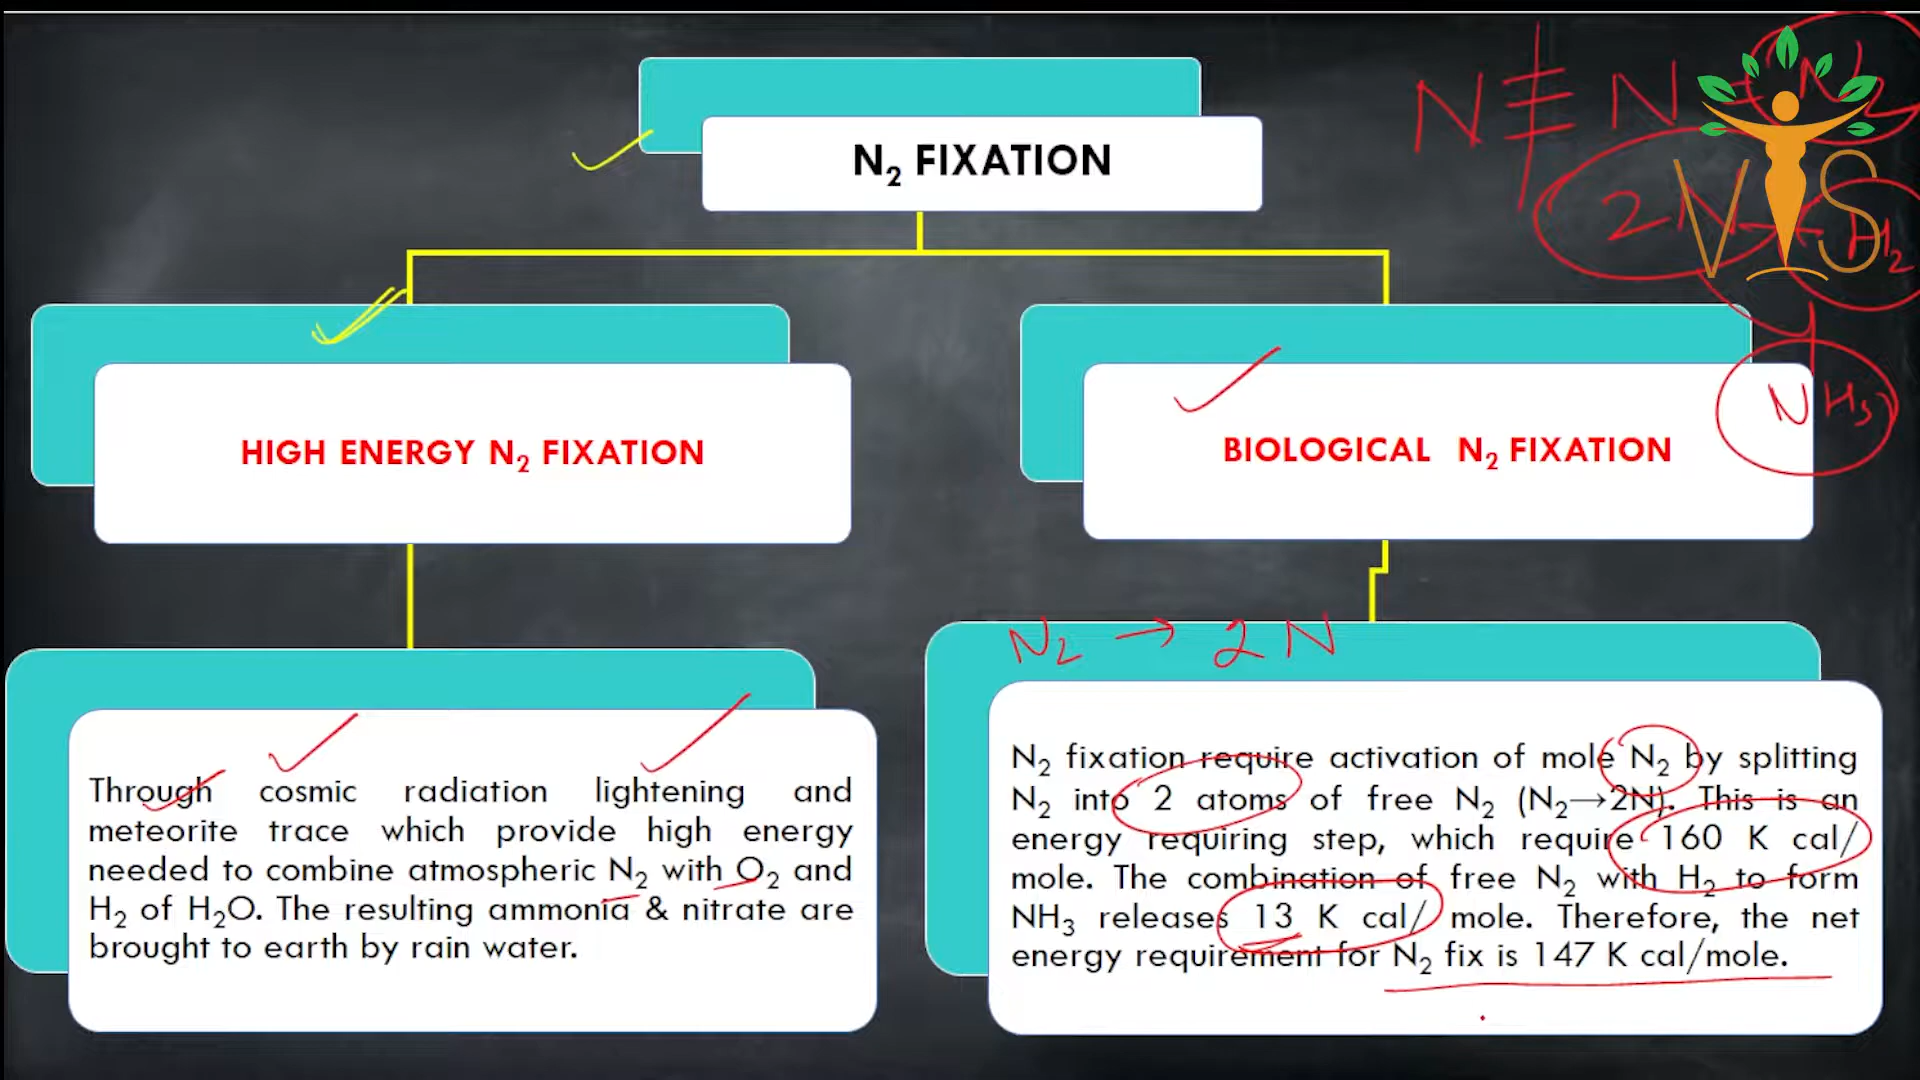 N₂ FIXATION
N ≡ N = N₂
2N + H₂
NH₃
HIGH ENERGY N₂ FIXATION
BIOLOGICAL N₂ FIXATION
VS
Through cosmic radiation lightening and
meteorite trace which provide high energy
needed to combine atmospheric N₂ with O₂ and
H₂ of H₂O. The resulting ammonia & nitrate are
brought to earth by rain water.
N₂ → 2N
N₂ fixation require activation of mole N₂ by splitting
N₂ into 2 atoms of free N₂ (N₂→2N). This is an
energy requiring step, which require 160 K cal/
mole. The combination of free N₂ with H₂ to form
NH₃ releases 13 K cal/ mole. Therefore, the net
energy requirement for N₂ fix is 147 K cal/mole.